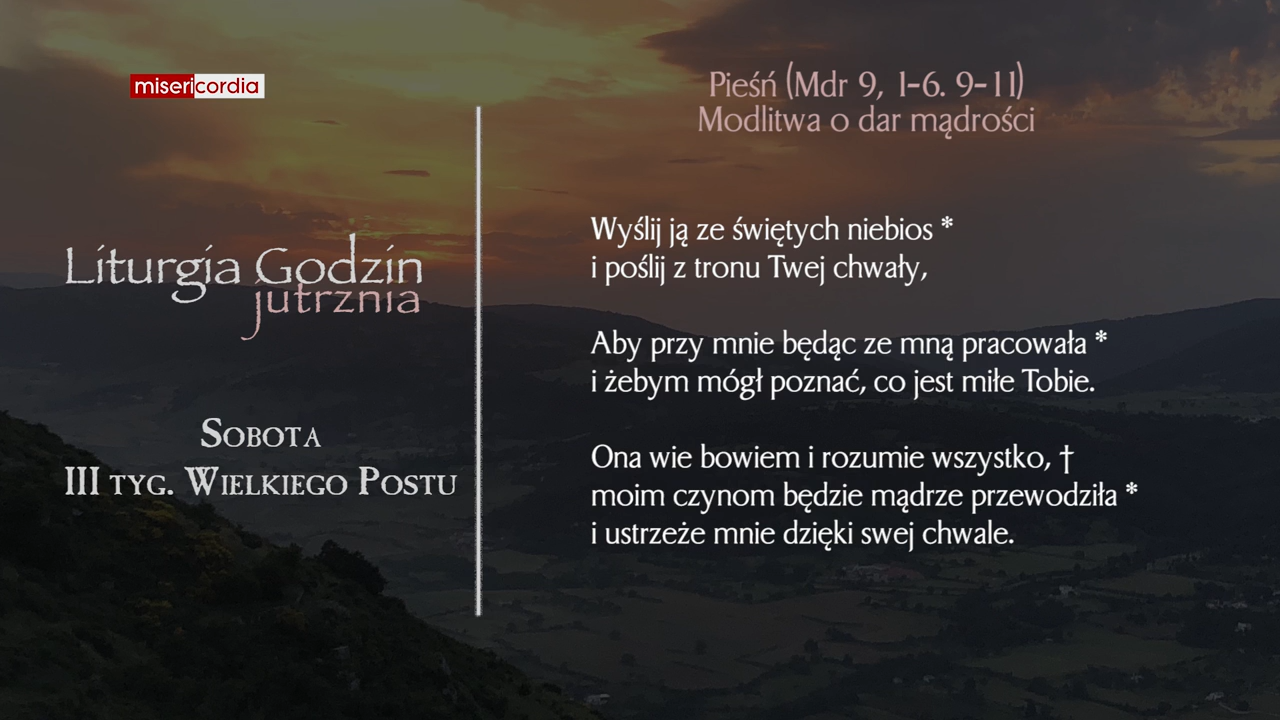 misericordia
Liturgia Godzin
jutrznia
Sobota
III tyg. Wielkiego Postu
Pieśń (Mdr 9, 1-6. 9-11)
Modlitwa o dar mądrości
Wyślij ją ze świętych niebios *
i poślij z tronu Twej chwały,
Aby przy mnie będąc ze mną pracowała *
i żebym mógł poznać, co jest miłe Tobie.
Ona wie bowiem i rozumie wszystko, †
moim czynom będzie mądrze przewodziła *
i ustrzeże mnie dzięki swej chwale.